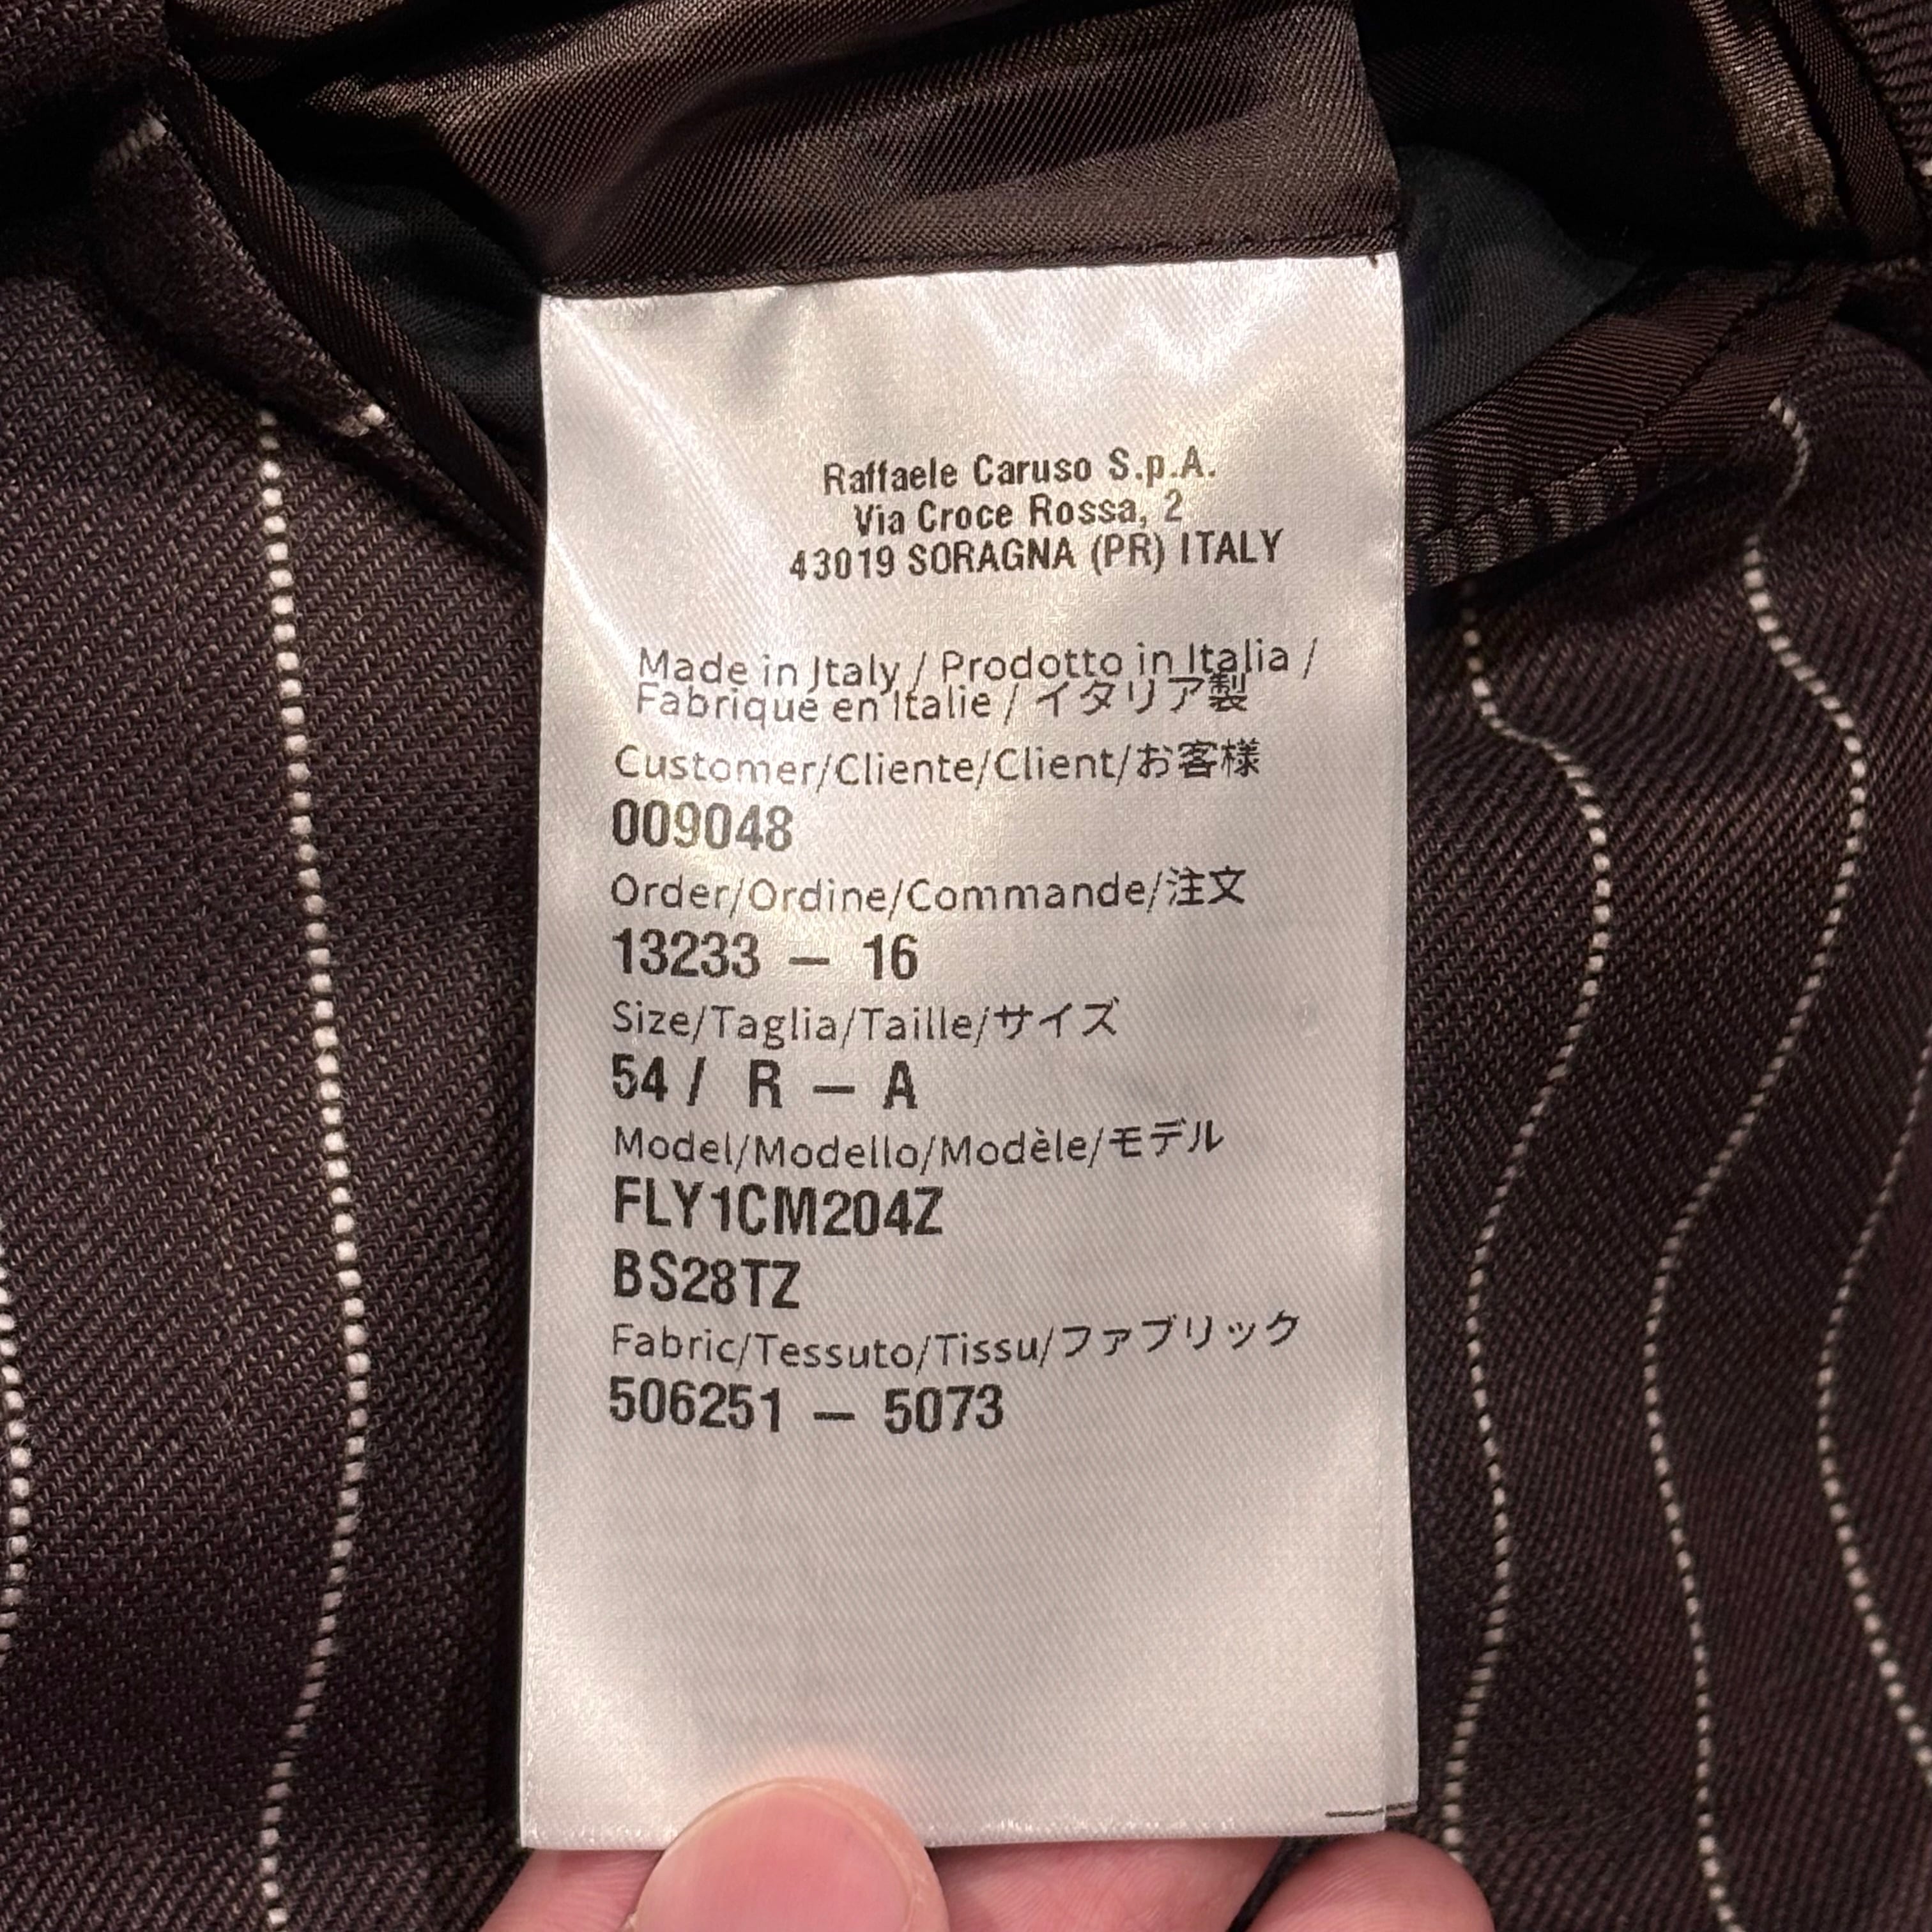 Raffaele Caruso S.p.A.
Via Croce Rossa, 2
43019 SORAGNA (PR) ITALY
Made in Italy / Prodotto in Italia /
Fabriqué en Italie / イタリア製
Customer/Cliente/Client/お客様
009048
Order/Ordine/Commande/注文
13233 – 16
Size/Taglia/Taille/サイズ
54 / R – A
Model/Modello/Modèle/モデル
FLY1CM204Z
BS28TZ
Fabric/Tessuto/Tissu/ファブリック
506251 – 5073